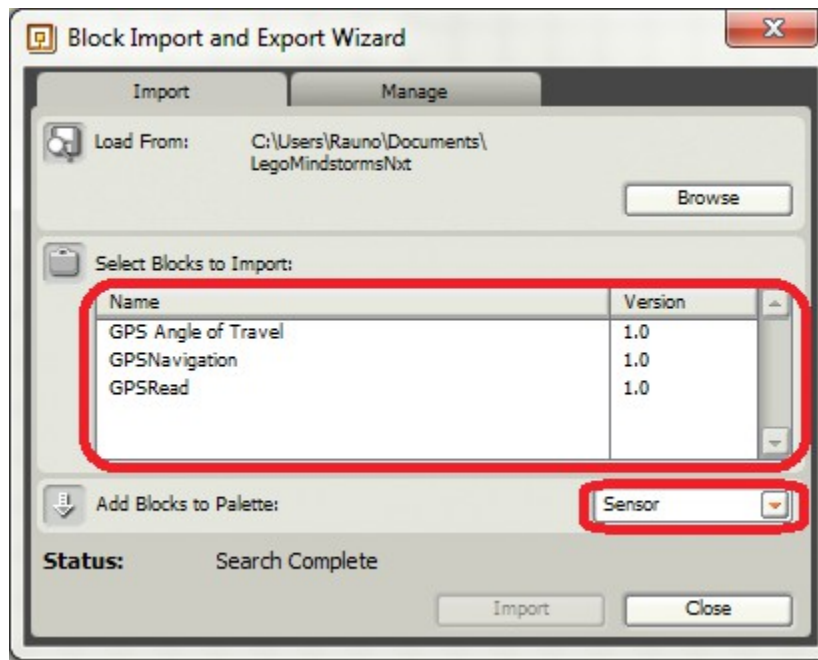 Block Import and Export Wizard
Import Manage
Load From: C:\Users\Rauno\Documents\
LegoMindstormsNxt
Browse
Select Blocks to Import:
Name Version
GPS Angle of Travel 1.0
GPSNavigation 1.0
GPSRead 1.0
Add Blocks to Palette: Sensor
Status: Search Complete
Import Close